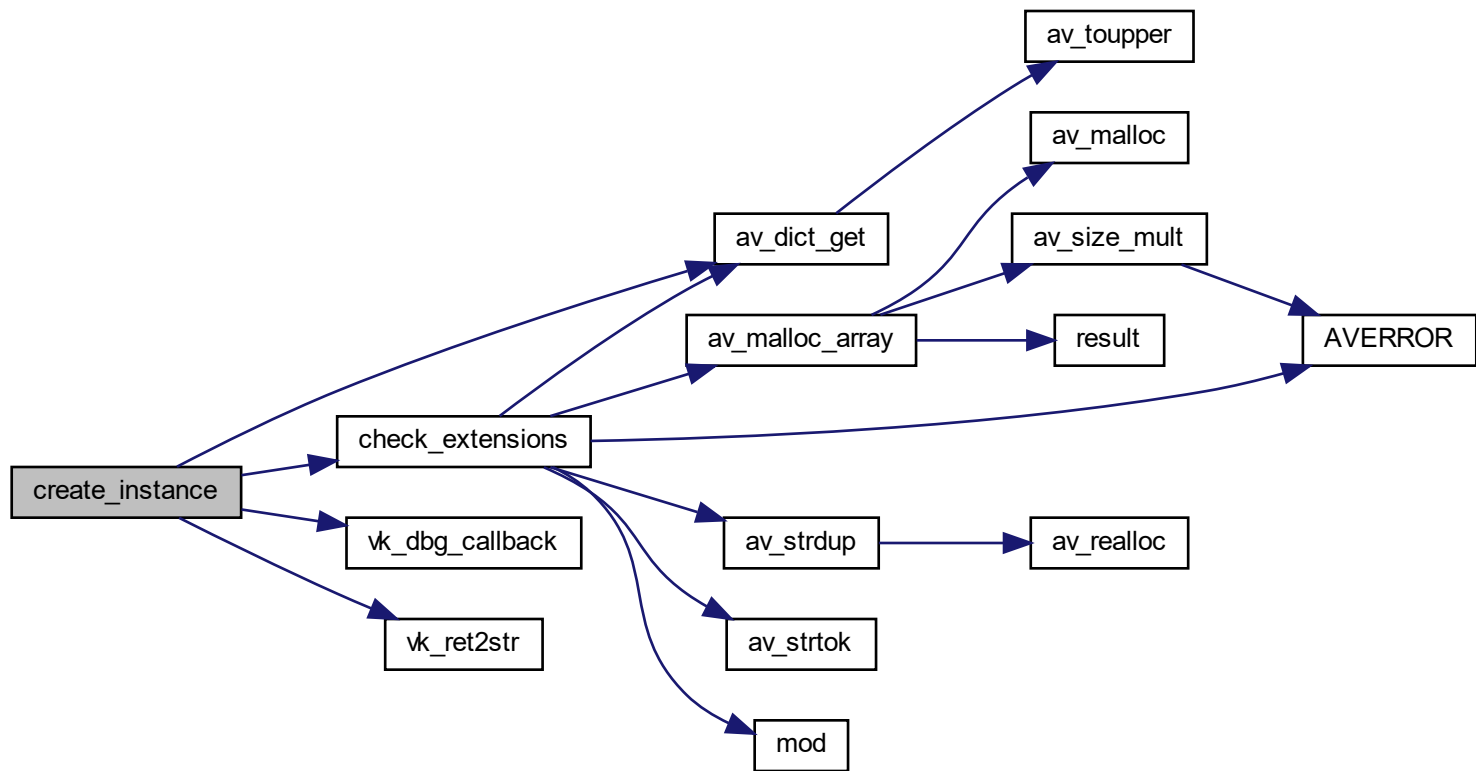 av_toupper
av_malloc
av_dict_get
av_size_mult
av_malloc_array
result
AVERROR
check_extensions
create_instance
vk_dbg_callback
av_strdup
av_realloc
vk_ret2str
av_strtok
mod